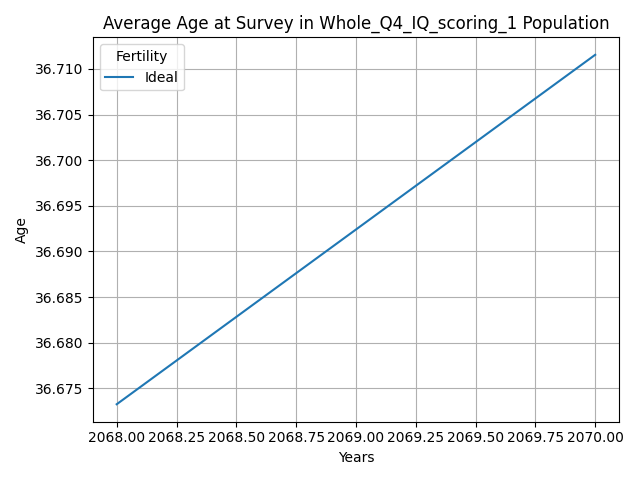 Average Age at Survey in Whole_Q4_IQ_scoring_1 Population
Fertility
Ideal
36.710
36.705
36.700
36.695
36.690
36.685
36.680
36.675
Age
2068.00 2068.25 2068.50 2068.75 2069.00 2069.25 2069.50 2069.75 2070.00
Years